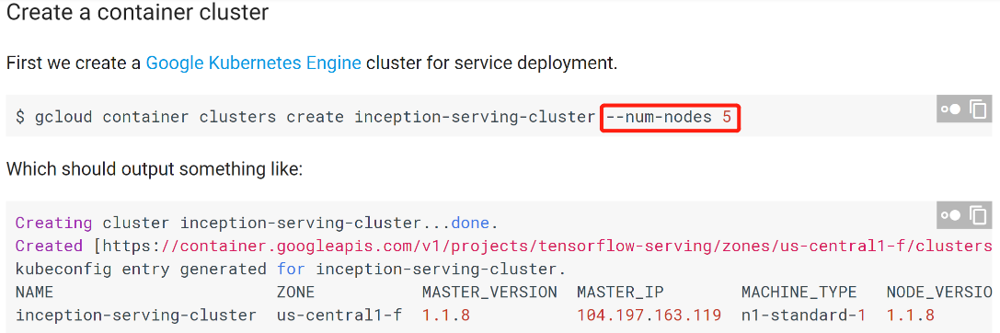 Create a container cluster
First we create a Google Kubernetes Engine cluster for service deployment.
$ gcloud container clusters create inception-serving-cluster --num-nodes 5
Which should output something like:
Creating cluster inception-serving-cluster...done.
Created [https://container.googleapis.com/v1/projects/tensorflow-serving/zones/us-central1-f/clusters
kubeconfig entry generated for inception-serving-cluster.
NAME ZONE MASTER_VERSION MASTER_IP MACHINE_TYPE NODE_VERSIO
inception-serving-cluster us-central1-f 1.1.8 104.197.163.119 n1-standard-1 1.1.8